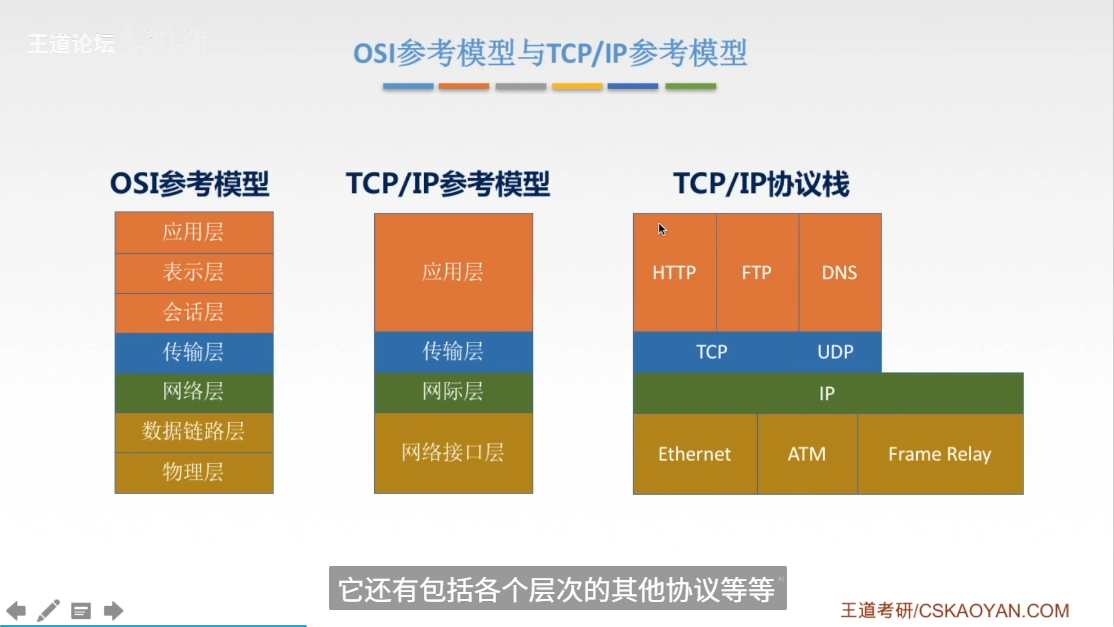 王道论坛
OSI参考模型与TCP/IP参考模型
OSI参考模型
应用层
表示层
会话层
传输层
网络层
数据链路层
物理层
TCP/IP参考模型
应用层
传输层
网际层
网络接口层
TCP/IP协议栈
HTTP FTP DNS
TCP UDP
IP
Ethernet ATM Frame Relay
它还有包括各个层次的其他协议等等
王道考研/CSKAOYAN.COM